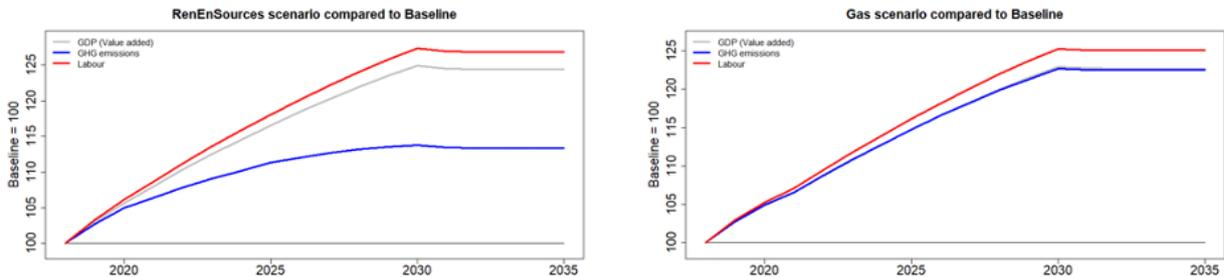 RenEnSources scenario compared to Baseline
GDP (Value added)
GHG emissions
Labour
Baseline = 100
100
105
110
115
120
125
2020
2025
2030
2035
Gas scenario compared to Baseline
GDP (Value added)
GHG emissions
Labour
Baseline = 100
100
105
110
115
120
125
2020
2025
2030
2035